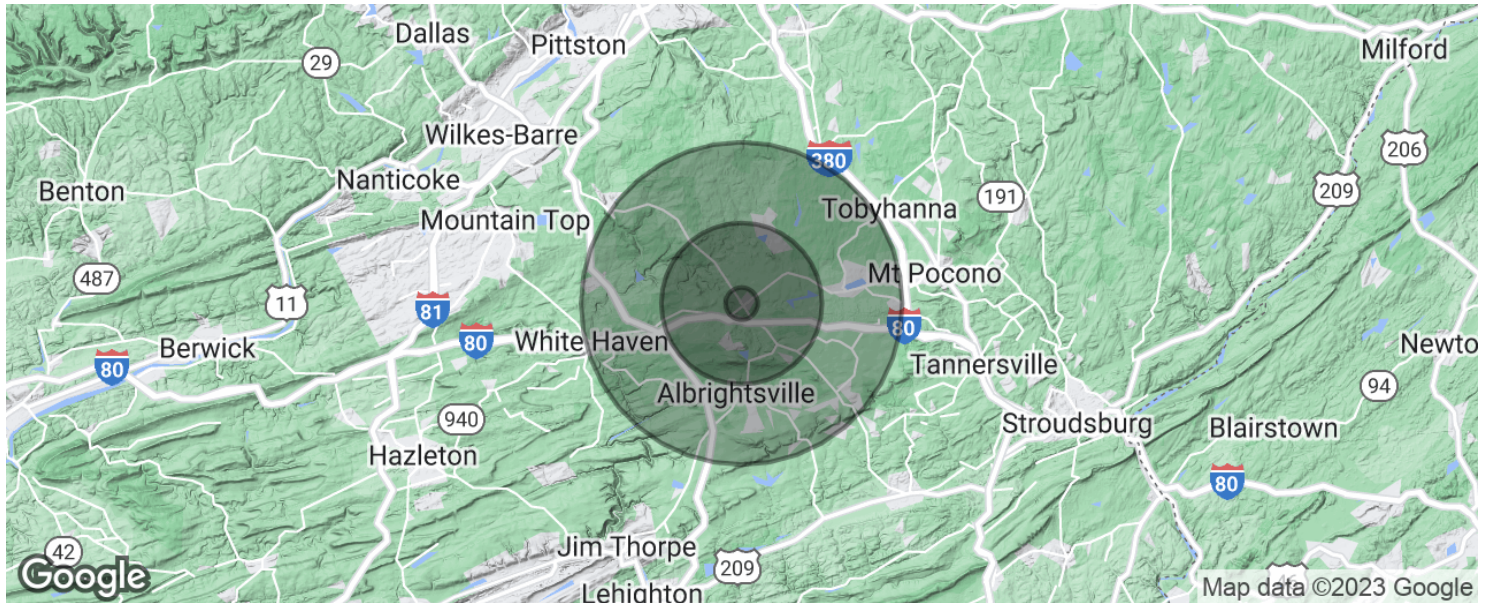 Dallas
Pittston
Milford
29
Wilkes-Barre
380
206
Benton
Nanticoke
191
209
Tobyhanna
Mountain Top
487
11
Mt Pocono
81
80
80
White Haven
Berwick
80
Tannersville
Newto
94
Albrightsville
940
Stroudsburg
Blairstown
Hazleton
80
42
Jim Thorpe
209
Google
Lehighton
Map data ©2023 Google